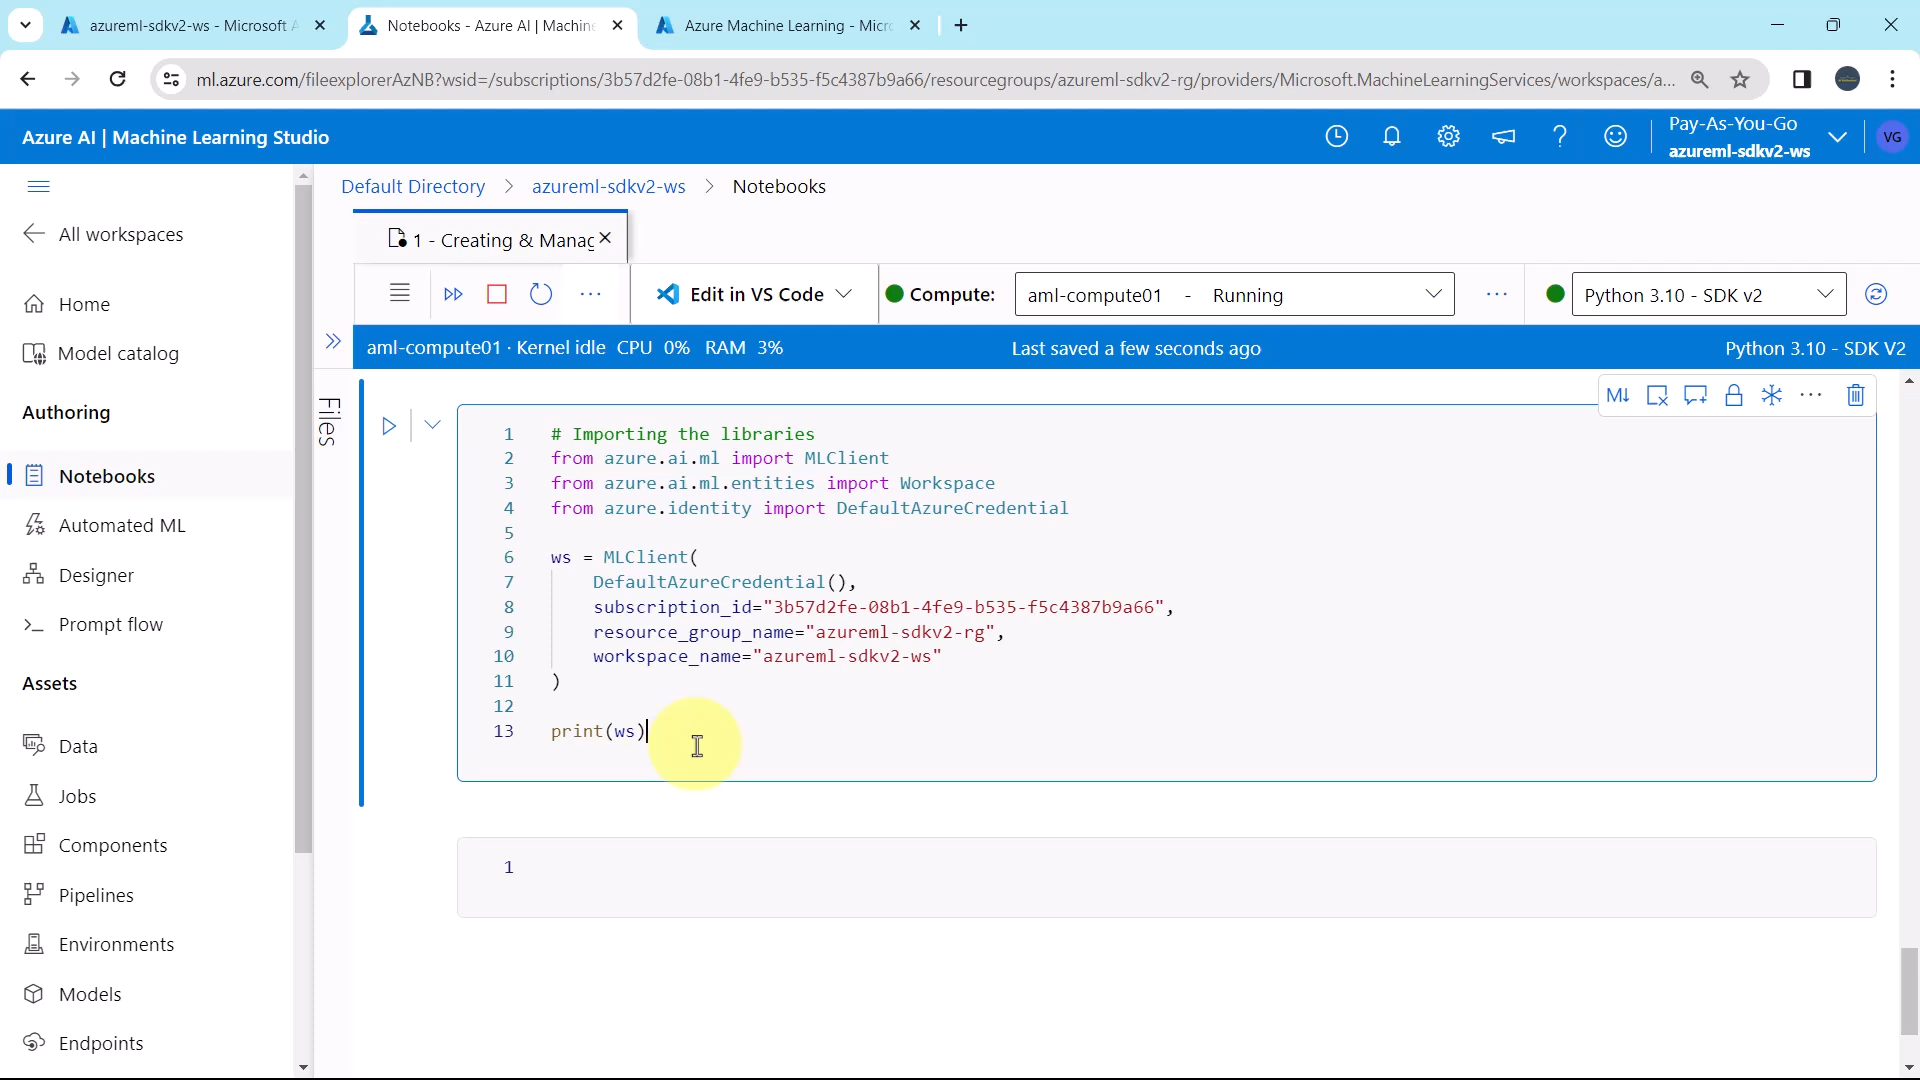 azureml-sdkv2-ws - Microsoft A
Notebooks - Azure AI | Machine
Azure Machine Learning - Micro
ml.azure.com/fileexplorerAzNB?wsid=/subscriptions/3b57d2fe-08b1-4fe9-b535-f5c4387b9a66/resourcegroups/azureml-sdkv2-rg/providers/Microsoft.MachineLearningServices/workspaces/a...
Azure AI | Machine Learning Studio
Pay-As-You-Go
azureml-sdkv2-ws
VG
All workspaces
Home
Model catalog
Authoring
Notebooks
Automated ML
Designer
Prompt flow
Assets
Data
Jobs
Components
Pipelines
Environments
Models
Endpoints
Default Directory > azureml-sdkv2-ws > Notebooks
1 - Creating & Manag
Edit in VS Code
Compute:
aml-compute01 - Running
Python 3.10 - SDK v2
aml-compute01 · Kernel idle CPU 0% RAM 3%
Last saved a few seconds ago
Python 3.10 - SDK V2
Files
M↓
1 # Importing the libraries
2 from azure.ai.ml import MLClient
3 from azure.ai.ml.entities import Workspace
4 from azure.identity import DefaultAzureCredential
5
6 ws = MLClient(
7 DefaultAzureCredential(),
8 subscription_id="3b57d2fe-08b1-4fe9-b535-f5c4387b9a66",
9 resource_group_name="azureml-sdkv2-rg",
10 workspace_name="azureml-sdkv2-ws"
11 )
12
13 print(ws)
1